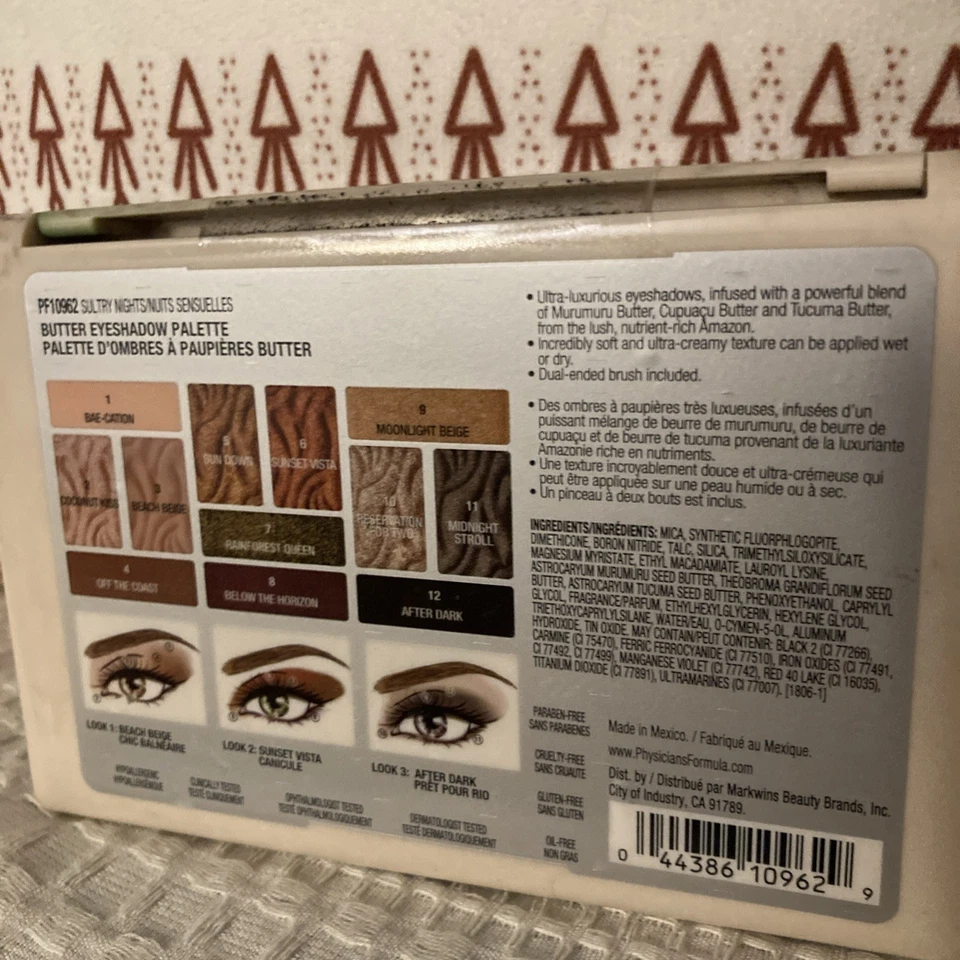 PF10962 SULTRY NIGHTS/NUITS SENSUELLES
BUTTER EYESHADOW PALETTE
PALETTE D'OMBRES À PAUPIÈRES BUTTER
1
BAE-CATION
2
COCONUT KISS
3
BEACH BEIGE
4
OFF THE COAST
5
SUN DOWN
6
SUNSET VISTA
7
RAINFOREST QUEEN
8
BELOW THE HORIZON
9
MOONLIGHT BEIGE
10
RESERVATION
FOR TWO
11
MIDNIGHT
STROLL
12
AFTER DARK
LOOK 1: BEACH BEIGE
CHIC BALNÉAIRE
LOOK 2: SUNSET VISTA
CANICULE
LOOK 3: AFTER DARK
PRÊT POUR RIO
HYPOALLERGENIC
HYPOALLERGÉNIQUE
CLINICALLY TESTED
TESTÉ CLINIQUEMENT
OPHTHALMOLOGIST TESTED
TESTÉ OPHTALMOLOGIQUEMENT
DERMATOLOGIST TESTED
TESTÉ DERMATOLOGIQUEMENT
• Ultra-luxurious eyeshadows, infused with a powerful blend
of Murumuru Butter, Cupuaçu Butter and Tucuma Butter,
from the lush, nutrient-rich Amazon.
• Incredibly soft and ultra-creamy texture can be applied wet
or dry.
• Dual-ended brush included.
• Des ombres à paupières très luxueuses, infusées d'un
puissant mélange de beurre de murumuru, de beurre de
cupuaçu et de beurre de tucuma provenant de la luxuriante
Amazonie riche en nutriments.
• Une texture incroyablement douce et ultra-crémeuse qui
peut être appliquée sur une peau humide ou à sec.
• Un pinceau à deux bouts est inclus.
INGREDIENTS/INGRÉDIENTS: MICA, SYNTHETIC FLUORPHLOGOPITE,
DIMETHICONE, BORON NITRIDE, TALC, SILICA, TRIMETHYLSILOXYSILICATE,
MAGNESIUM MYRISTATE, ETHYL MACADAMIATE, LAUROYL LYSINE,
ASTROCARYUM MURUMURU SEED BUTTER, THEOBROMA GRANDIFLORUM SEED
BUTTER, ASTROCARYUM TUCUMA SEED BUTTER, PHENOXYETHANOL, CAPRYLYL
GLYCOL, FRAGRANCE/PARFUM, ETHYLHEXYLGLYCERIN, HEXYLENE GLYCOL,
TRIETHOXYCAPRYLYLSILANE, WATER/EAU, O-CYMEN-5-OL, ALUMINUM
HYDROXIDE, TIN OXIDE. MAY CONTAIN/PEUT CONTENIR: BLACK 2 (CI 77266),
CARMINE (CI 75470), FERRIC FERROCYANIDE (CI 77510), IRON OXIDES (CI 77491,
CI 77492, CI 77499), MANGANESE VIOLET (CI 77742), RED 40 LAKE (CI 16035),
TITANIUM DIOXIDE (CI 77891), ULTRAMARINES (CI 77007). [1806-1]
PARABEN-FREE
SANS PARABENES
CRUELTY-FREE
SANS CRUAUTÉ
GLUTEN-FREE
SANS GLUTEN
OIL-FREE
NON GRAS
Made in Mexico. / Fabriqué au Mexique.
www.PhysiciansFormula.com
Dist. by / Distribué par Markwins Beauty Brands, Inc.
City of Industry, CA 91789.
0 44386 10962 9